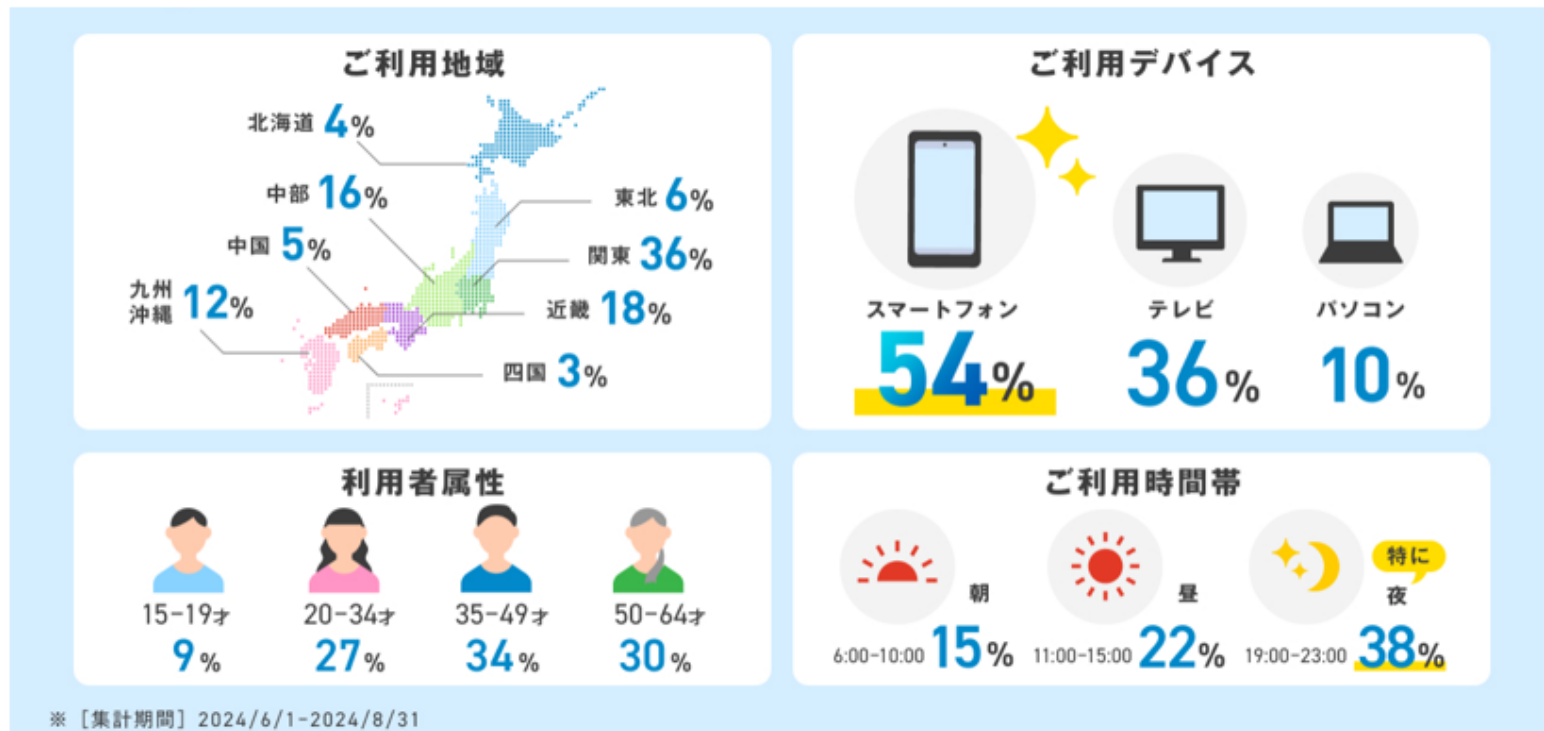 ご利用地域
北海道 4%
中部 16%
中国 5%
九州
沖縄 12%
東北 6%
関東 36%
近畿 18%
四国 3%
ご利用デバイス
スマートフォン
54%
テレビ
36%
パソコン
10%
利用者属性
15-19才
9%
20-34才
27%
35-49才
34%
50-64才
30%
ご利用時間帯
朝
6:00-10:00 15%
昼
11:00-15:00 22%
特に
夜
19:00-23:00 38%
※ [集計期間] 2024/6/1-2024/8/31